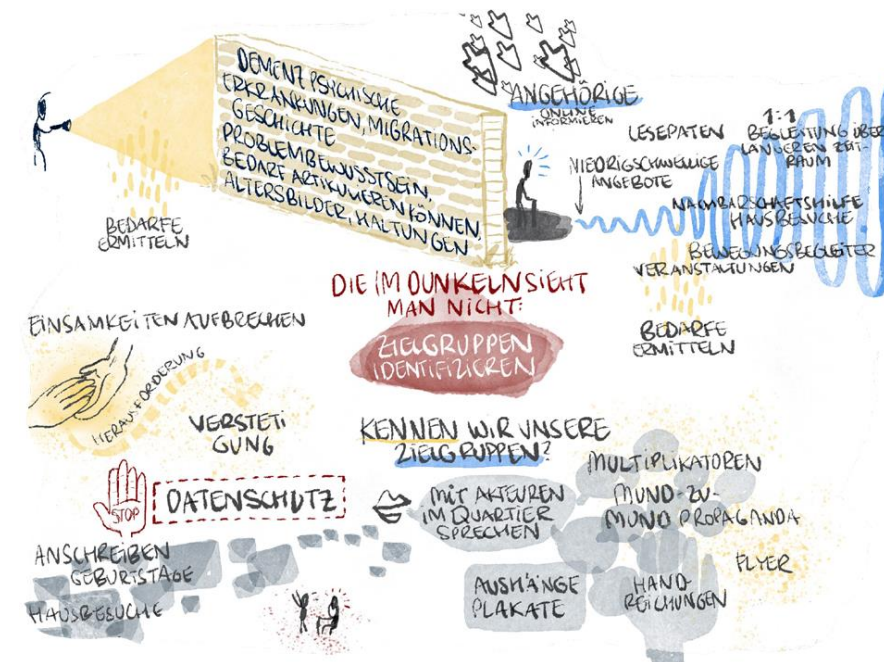 DEMENZ PSYCHISCHE
ERKRANKUNGEN, MIGRATIONS-
GESCHICHTE
PROBLEMBEWUSSTSEIN,
BEDARF ARTIKULIEREN KÖNNEN,
ALTERSBILDER, HALTUNGEN
BEDARFE
ERMITTELN
ANGEHÖRIGE
ONLINE
INFORMIEREN
LESEPATEN
1:1
BEGLEITUNG ÜBER
LÄNGEREN ZEIT-
RAUM
NIEDRIGSCHWELLIGE
ANGEBOTE
NACHBARSCHAFTSHILFE
HAUSBESUCHE
BEWEGUNGSBEGLEITER
VERANSTALTUNGEN
BEDARFE
ERMITTELN
DIE IM DUNKELN SIEHT
MAN NICHT:
ZIELGRUPPEN
IDENTIFIZIEREN
EINSAMKEITEN AUFBRECHEN
HERAUSFORDERUNG
VERSTETI
GUNG
STOP
DATENSCHUTZ
ANSCHREIBEN
GEBURTSTAGE
HAUSBESUCHE
KENNEN WIR UNSERE
ZIELGRUPPEN?
MIT AKTEUREN
IM QUARTIER
SPRECHEN
MULTIPLIKATOREN
MUND-ZU-
MUND PROPAGANDA
FLYER
AUSHÄNGE
PLAKATE
HAND-
REICHUNGEN